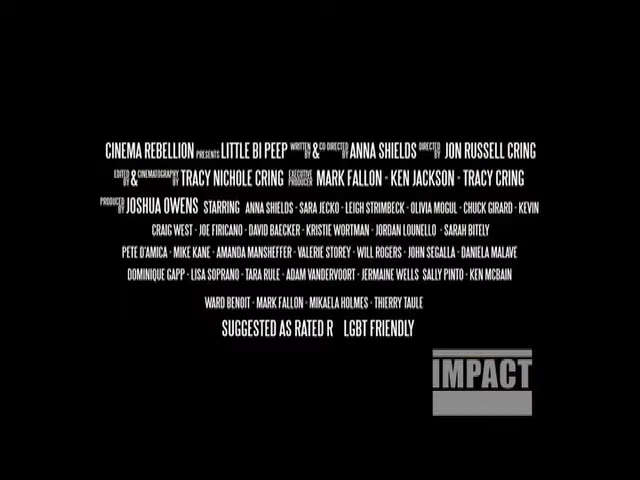 CINEMA REBELLION PRESENTS LITTLE BI PEEP WRITTEN BY & CO DIRECTED BY ANNA SHIELDS DIRECTED BY JON RUSSELL CRING
EDITED BY & CINEMATOGRAPHY BY TRACY NICHOLE CRING EXECUTIVE PRODUCER MARK FALLON - KEN JACKSON - TRACY CRING
PRODUCED BY JOSHUA OWENS STARRING ANNA SHIELDS - SARA JECKO - LEIGH STRIMBECK - OLIVIA MOGUL - CHUCK GIRARD - KEVIN
CRAIG WEST - JOE FIRICANO - DAVID BAECKER - KRISTIE WORTMAN - JORDAN LOUNELLO - SARAH BITELY
PETE D'AMICA - MIKE KANE - AMANDA MANSHEFFER - VALERIE STOREY - WILL ROGERS - JOHN SEGALLA - DANIELA MALAVE
DOMINIQUE GAPP - LISA SOPRANO - TARA RULE - ADAM VANDERVOORT - JERMAINE WELLS SALLY PINTO - KEN MCBAIN
WARD BENOIT - MARK FALLON - MIKAELA HOLMES - THIERRY TAULE
SUGGESTED AS RATED R LGBT FRIENDLY
IMPACT